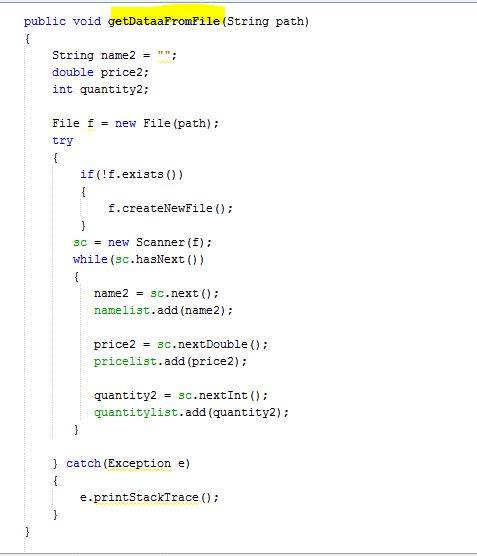 public void getDataaFromFile(String path)
{
String name2 = "";
double price2;
int quantity2;
File f = new File(path);
try
{
if(!f.exists())
{
f.createNewFile();
}
sc = new Scanner(f);
while(sc.hasNext())
{
name2 = sc.next();
namelist.add(name2);
price2 = sc.nextDouble();
pricelist.add(price2);
quantity2 = sc.nextInt();
quantitylist.add(quantity2);
}
} catch(Exception e)
{
e.printStackTrace();
}
}